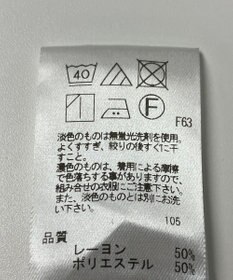 40
F
F63
淡色のものは無蛍光洗剤を使用。
よくすすぎ、絞りの後すぐに干
すこと。
濃色のものは、着用による摩擦
で色落ちする事がありますので、
組み合せの衣服にご注意下さい。
また、淡色のものとは別にお洗
い下さい。
105
品質
レーヨン 50%
ポリエステル 50%